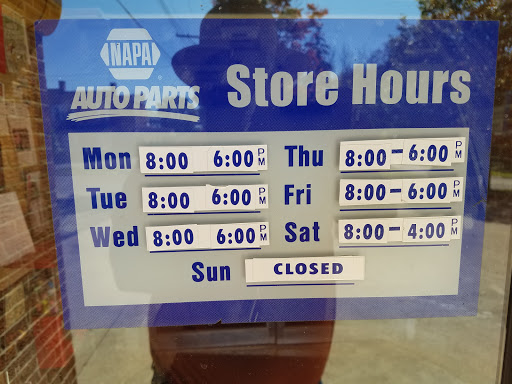 NAPA
AUTO PARTS
Store Hours
Mon 8:00 6:00 PM Thu 8:00-6:00 PM
Tue 8:00 6:00 PM Fri 8:00-6:00 PM
Wed 8:00 6:00 PM Sat 8:00-4:00 PM
Sun CLOSED